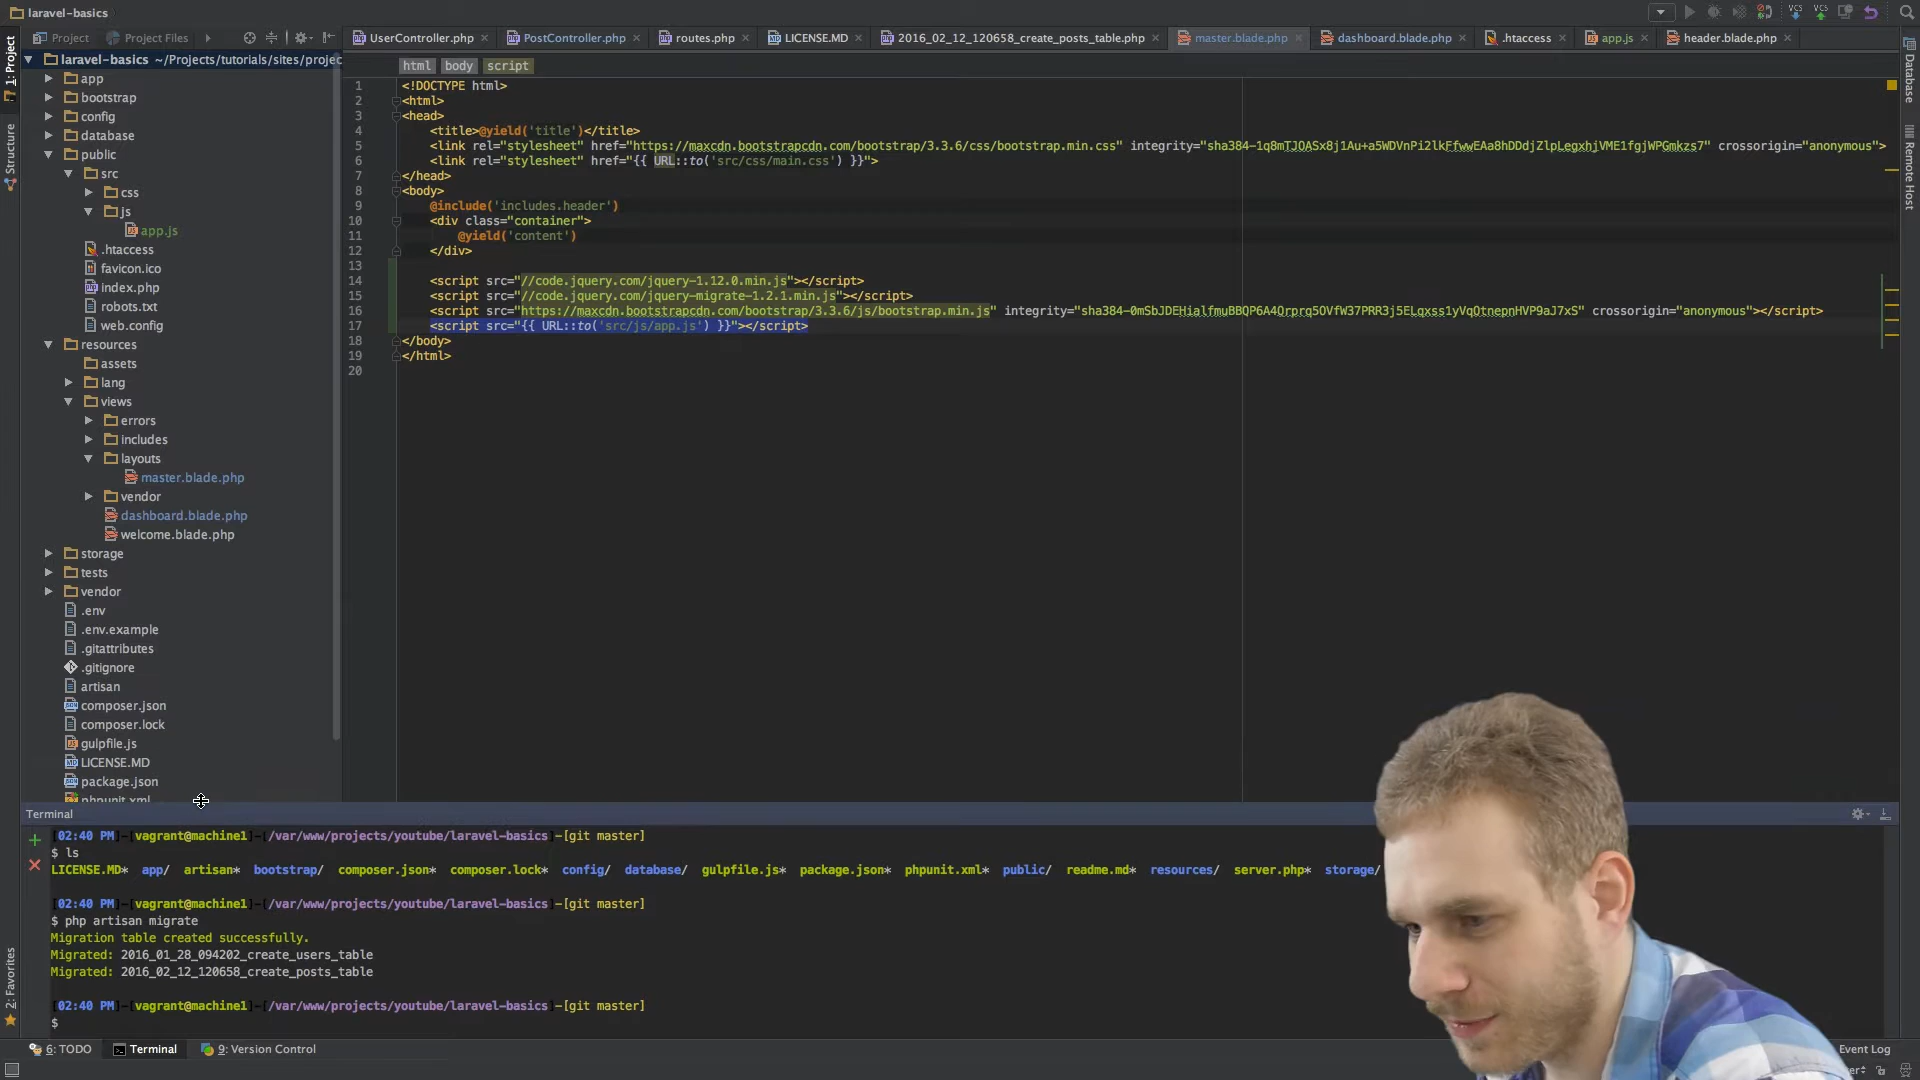 laravel-basics
Project
Project Files
UserController.php
PostController.php
routes.php
LICENSE.MD
2016_02_12_120658_create_posts_table.php
master.blade.php
dashboard.blade.php
.htaccess
app.js
header.blade.php
1: Project
Structure
2: Favorites
Database
Remote Host
VCS
VCS
html
body
script
laravel-basics ~/Projects/tutorials/sites/projec
app
bootstrap
config
database
public
src
css
js
app.js
.htaccess
favicon.ico
index.php
robots.txt
web.config
resources
assets
lang
views
errors
includes
layouts
master.blade.php
vendor
dashboard.blade.php
welcome.blade.php
storage
tests
vendor
.env
.env.example
.gitattributes
.gitignore
artisan
composer.json
composer.lock
gulpfile.js
LICENSE.MD
package.json
phpunit.xml
1 <!DOCTYPE html>
2 <html>
3 <head>
4 <title>@yield('title')</title>
5 <link rel="stylesheet" href="https://maxcdn.bootstrapcdn.com/bootstrap/3.3.6/css/bootstrap.min.css" integrity="sha384-1q8mTJOASx8j1Au+a5WDVnPi2lkFfwwEAa8hDDdjZlpLegxhjVME1fgjWPGmkzs7" crossorigin="anonymous">
6 <link rel="stylesheet" href="{{ URL::to('src/css/main.css') }}">
7 </head>
8 <body>
9 @include('includes.header')
10 <div class="container">
11 @yield('content')
12 </div>
13
14 <script src="//code.jquery.com/jquery-1.12.0.min.js"></script>
15 <script src="//code.jquery.com/jquery-migrate-1.2.1.min.js"></script>
16 <script src="https://maxcdn.bootstrapcdn.com/bootstrap/3.3.6/js/bootstrap.min.js" integrity="sha384-0mSbJDEHialfmuBBQP6A4Qrprq5OVfW37PRR3j5ELqxss1yVqOtnepnHVP9aJ7xS" crossorigin="anonymous"></script>
17 <script src="{{ URL::to('src/js/app.js') }}"></script>
18 </body>
19 </html>
20
Terminal
[02:40 PM]-[vagrant@machine1]-[/var/www/projects/youtube/laravel-basics]-[git master]
$ ls
LICENSE.MD* app/ artisan* bootstrap/ composer.json* composer.lock* config/ database/ gulpfile.js* package.json* phpunit.xml* public/ readme.md* resources/ server.php* storage/
[02:40 PM]-[vagrant@machine1]-[/var/www/projects/youtube/laravel-basics]-[git master]
$ php artisan migrate
Migration table created successfully.
Migrated: 2016_01_28_094202_create_users_table
Migrated: 2016_02_12_120658_create_posts_table
[02:40 PM]-[vagrant@machine1]-[/var/www/projects/youtube/laravel-basics]-[git master]
$
6: TODO
Terminal
9: Version Control
Event Log